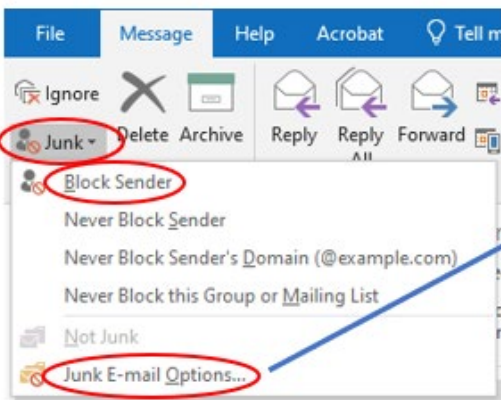 File Message Help Acrobat Tell m
Ignore
Junk Delete Archive Reply Reply All Forward
Block Sender
Never Block Sender
Never Block Sender's Domain (@example.com)
Never Block this Group or Mailing List
Not Junk
Junk E-mail Options...